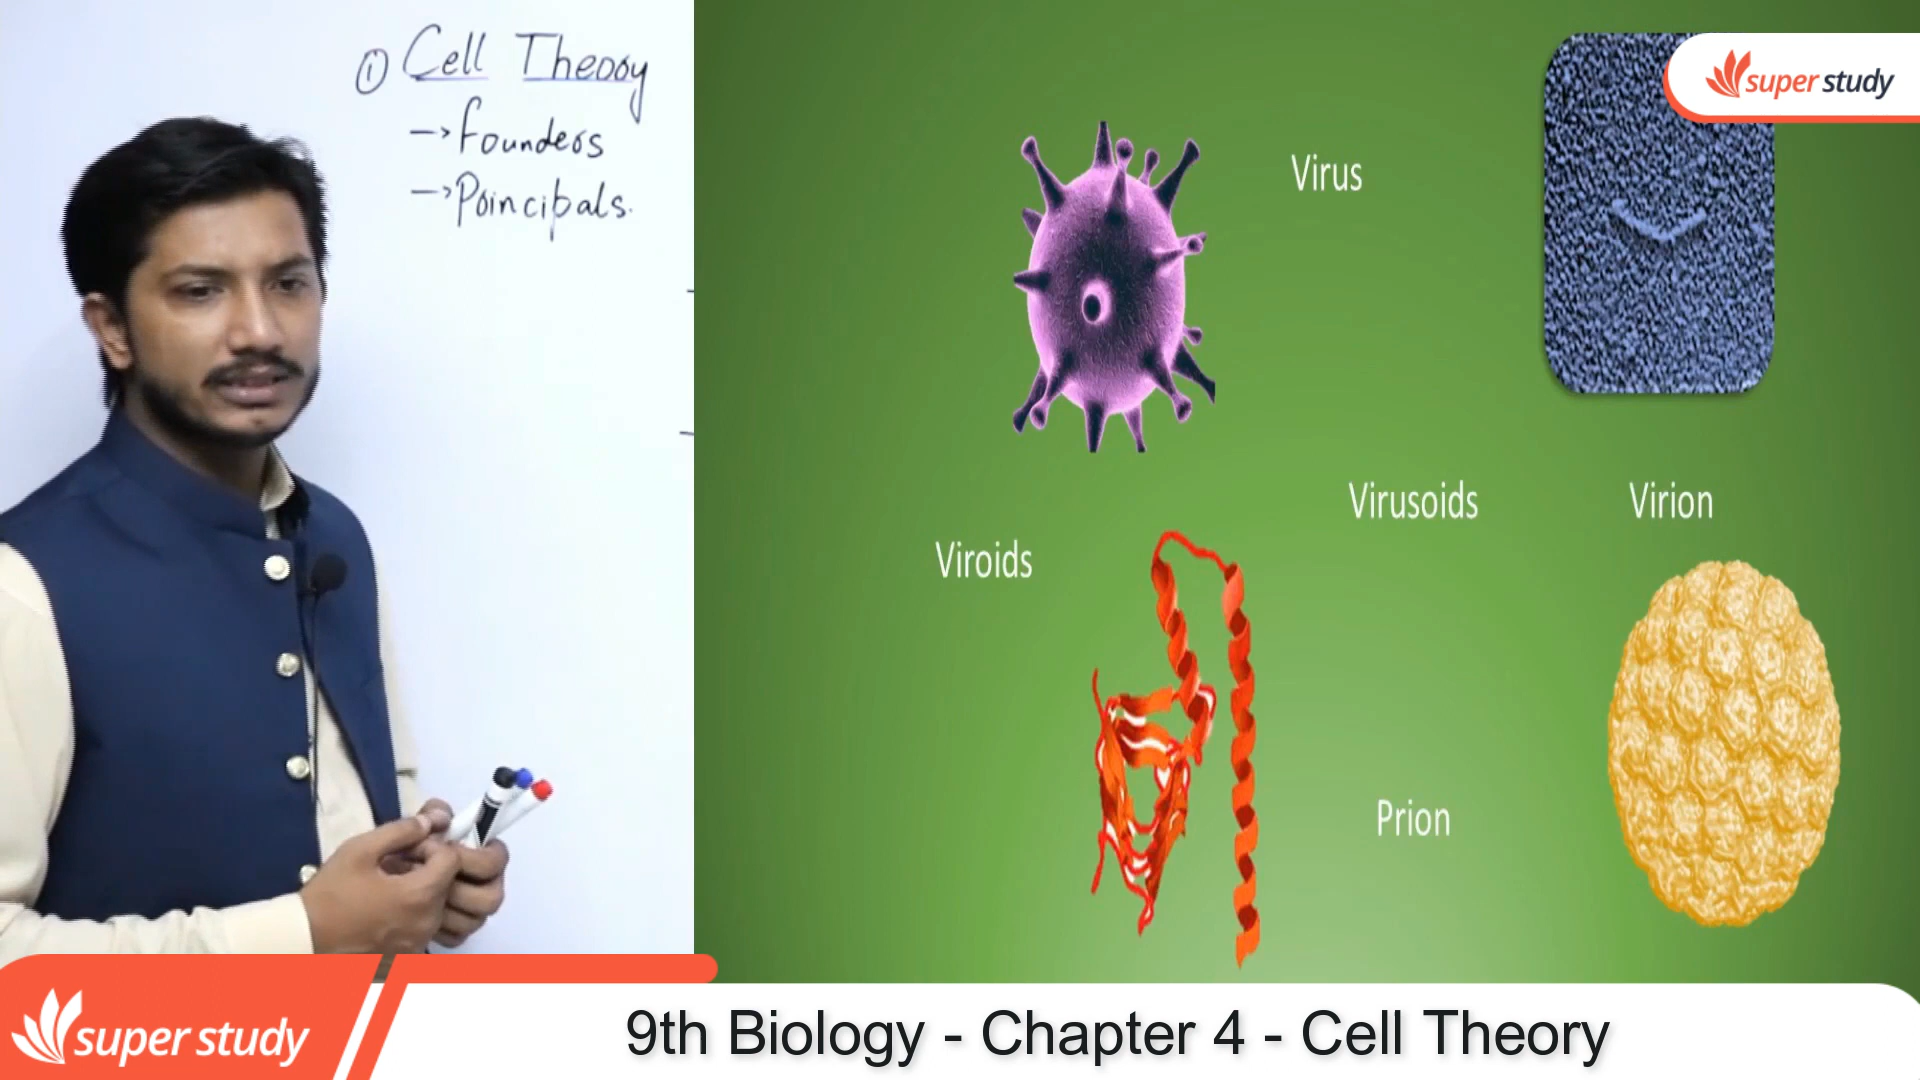 ① Cell Theory
→ Founders
→ Principals.
super study
Virus
Virusoids
Virion
Viroids
Prion
super study
9th Biology - Chapter 4 - Cell Theory